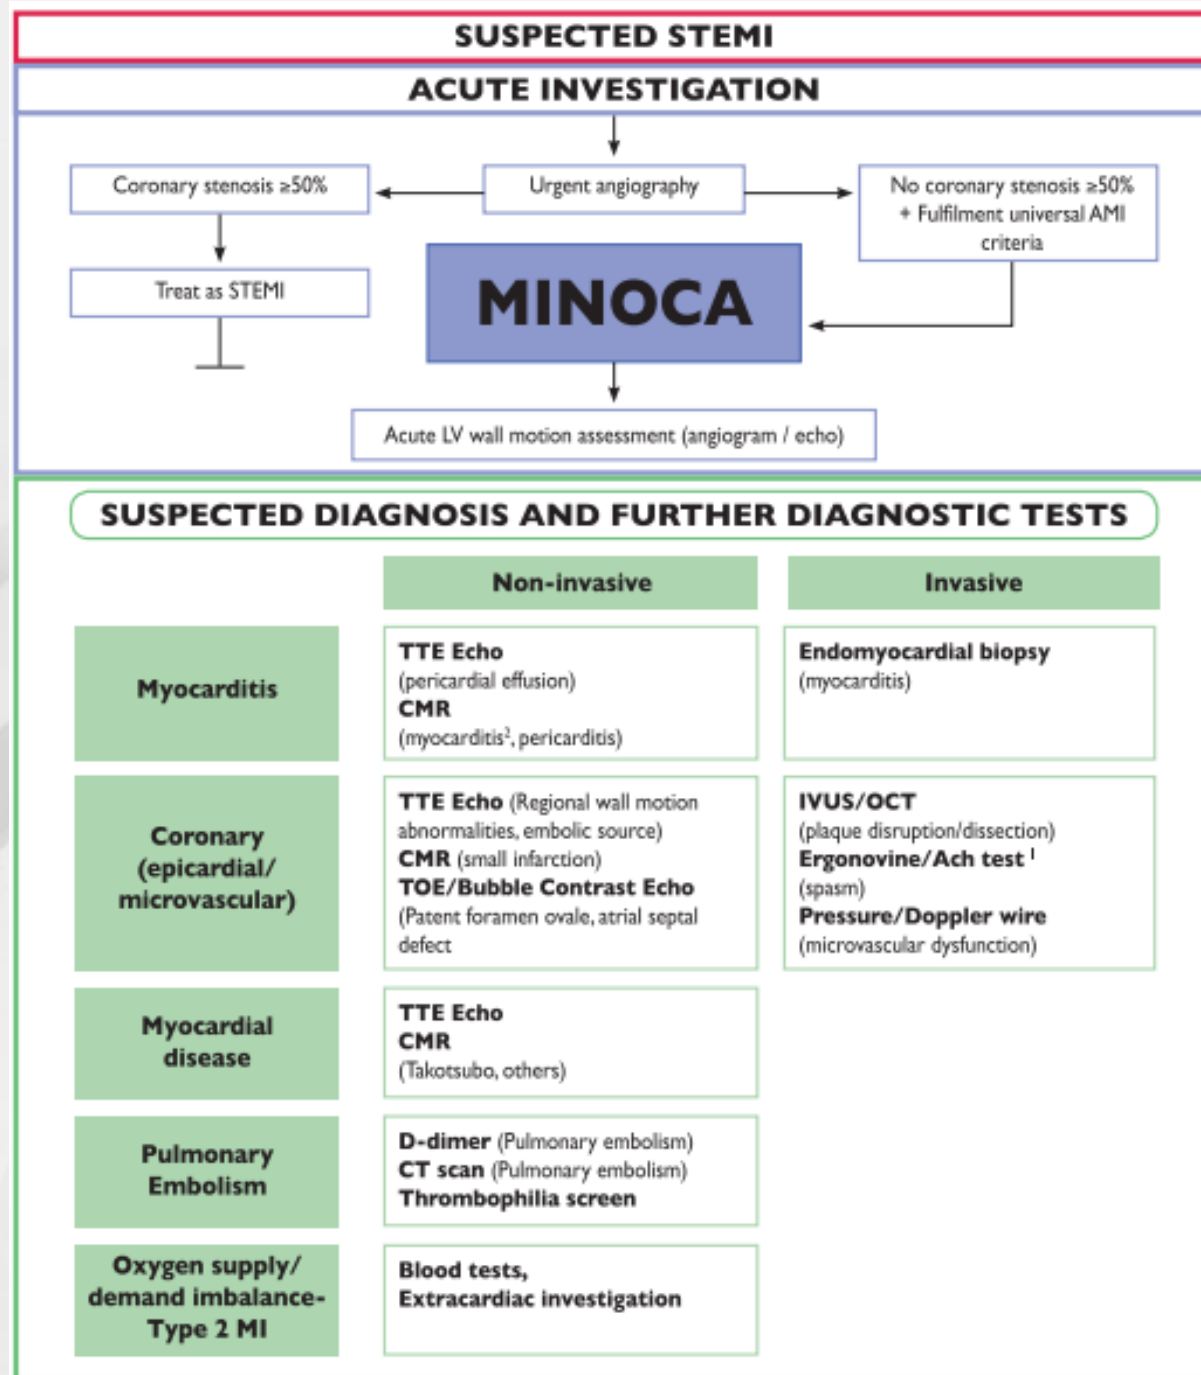 SUSPECTED STEMI
ACUTE INVESTIGATION
Coronary stenosis ≥50%
Urgent angiography
No coronary stenosis ≥50%
+ Fulfilment universal AMI
criteria
Treat as STEMI
MINOCA
Acute LV wall motion assessment (angiogram / echo)
SUSPECTED DIAGNOSIS AND FURTHER DIAGNOSTIC TESTS
Non-invasive
Invasive
Myocarditis
TTE Echo
(pericardial effusion)
CMR
(myocarditis², pericarditis)
Endomyocardial biopsy
(myocarditis)
Coronary
(epicardial/
microvascular)
TTE Echo (Regional wall motion
abnormalities, embolic source)
CMR (small infarction)
TOE/Bubble Contrast Echo
(Patent foramen ovale, atrial septal
defect
IVUS/OCT
(plaque disruption/dissection)
Ergonovine/Ach test ¹
(spasm)
Pressure/Doppler wire
(microvascular dysfunction)
Myocardial
disease
TTE Echo
CMR
(Takotsubo, others)
Pulmonary
Embolism
D-dimer (Pulmonary embolism)
CT scan (Pulmonary embolism)
Thrombophilia screen
Oxygen supply/
demand imbalance-
Type 2 MI
Blood tests,
Extracardiac investigation